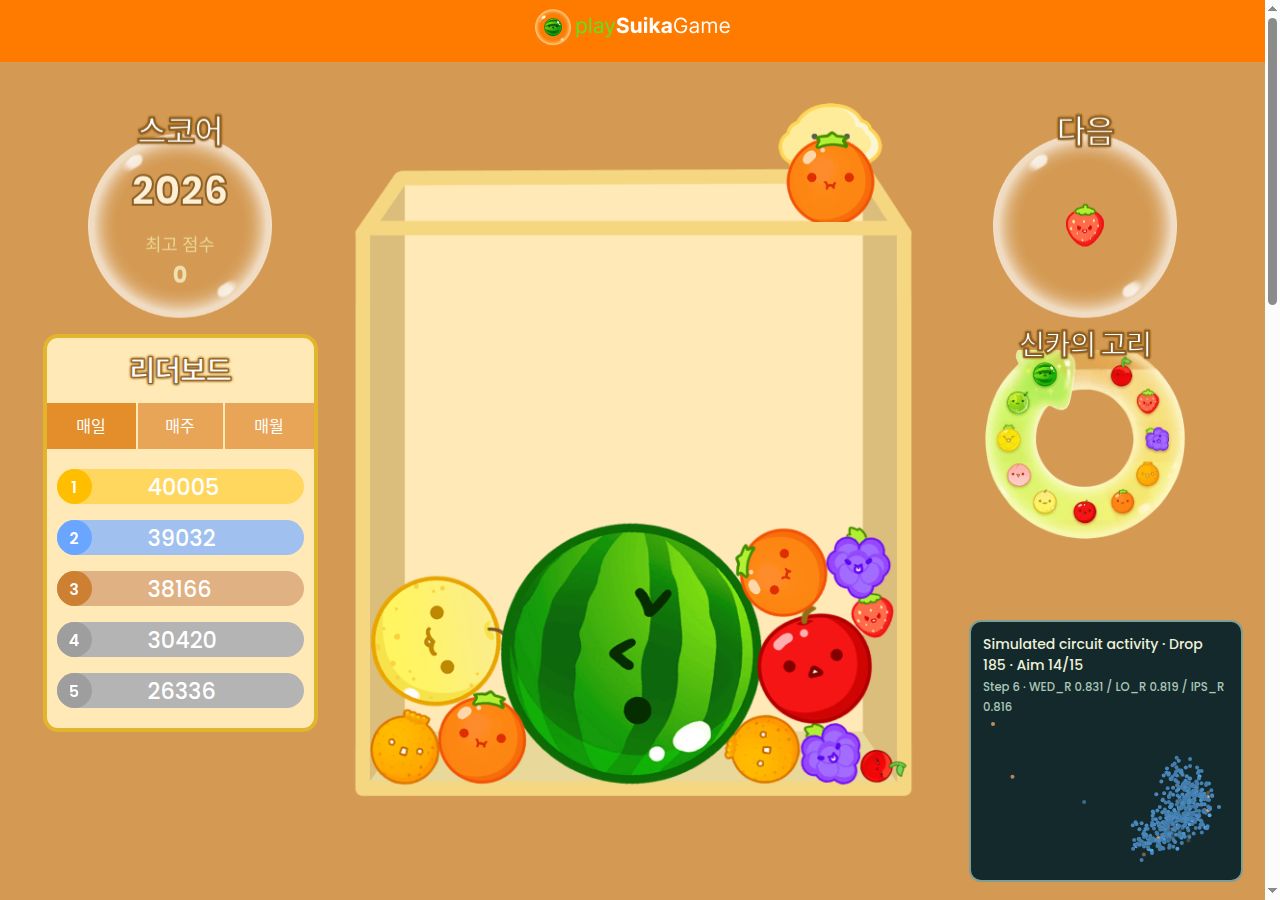 playSuikaGame
스코어
2026
최고 점수
0
리더보드
매일 매주 매월
1 40005
2 39032
3 38166
4 30420
5 26336
다음
신카의 고리
Simulated circuit activity · Drop
185 · Aim 14/15
Step 6 · WED_R 0.831 / LO_R 0.819 / IPS_R
0.816